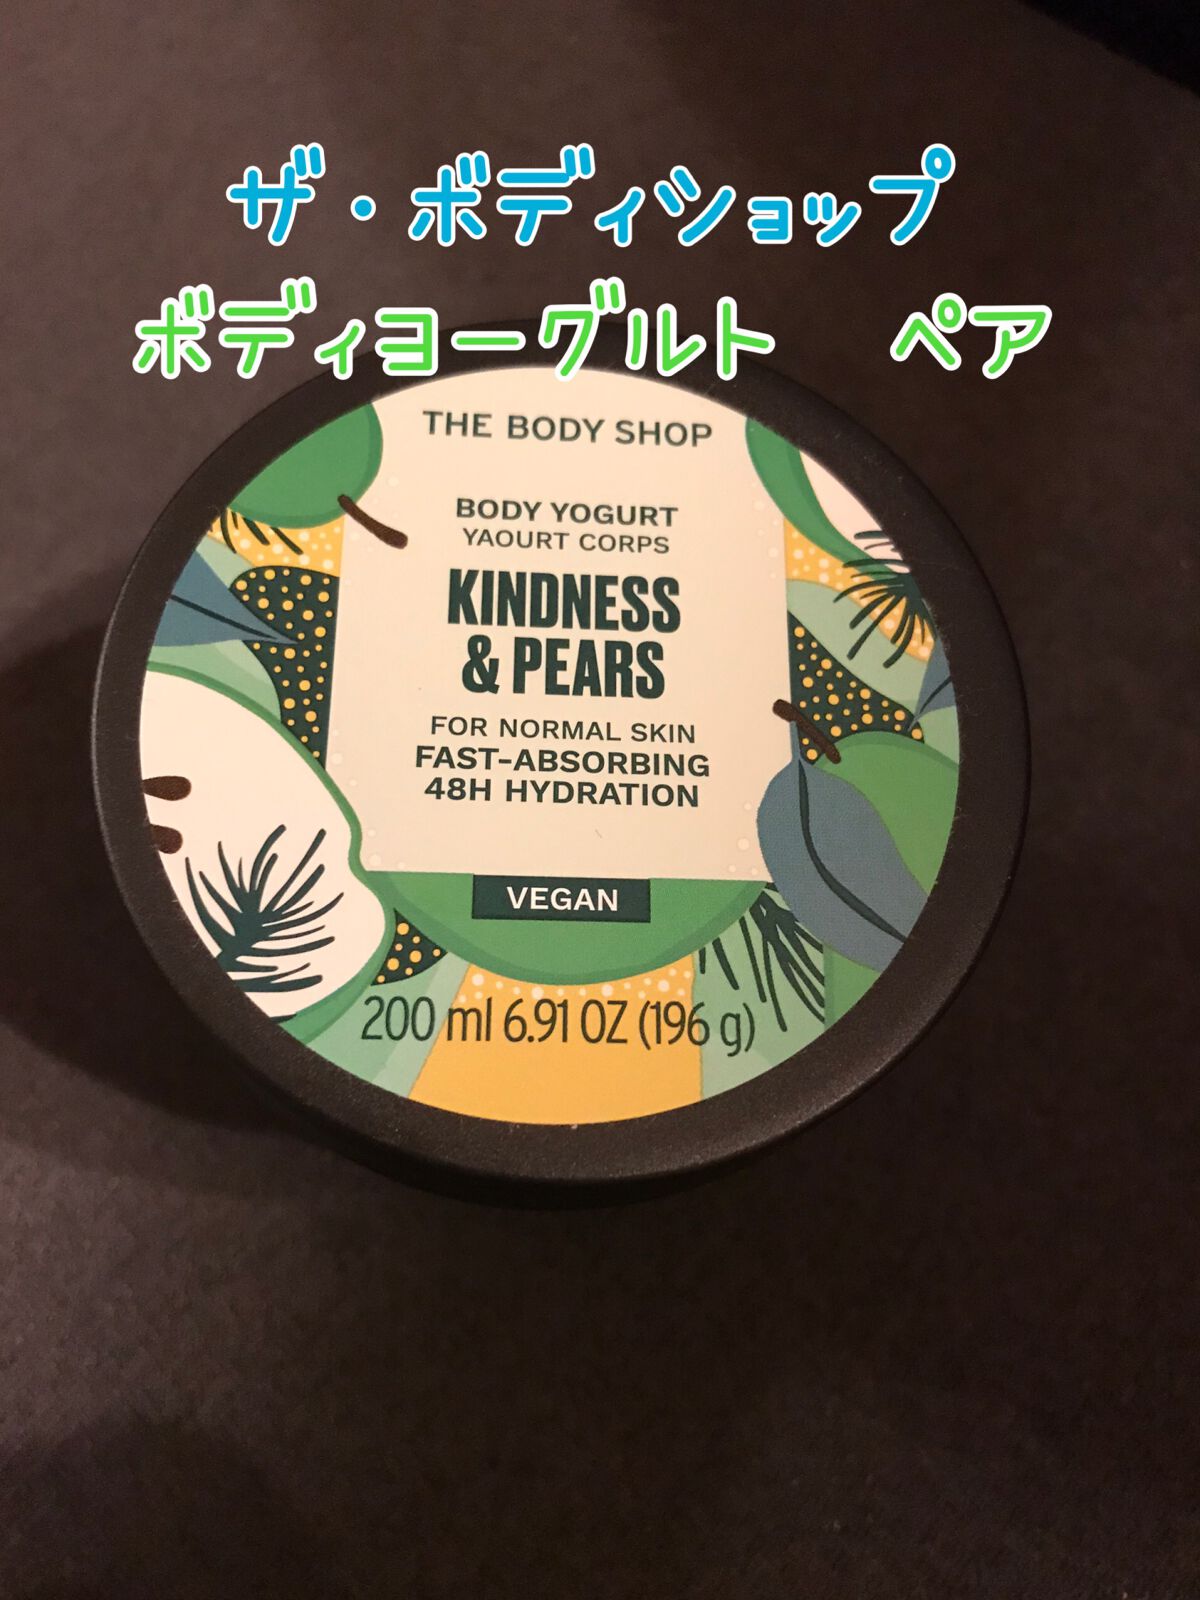 ザ・ボディショップ
ボディヨーグルト　ペア
THE BODY SHOP
BODY YOGURT
YAOURT CORPS
KINDNESS
& PEARS
FOR NORMAL SKIN
FAST-ABSORBING
48H HYDRATION
VEGAN
200 ml 6.91 OZ (196 g)